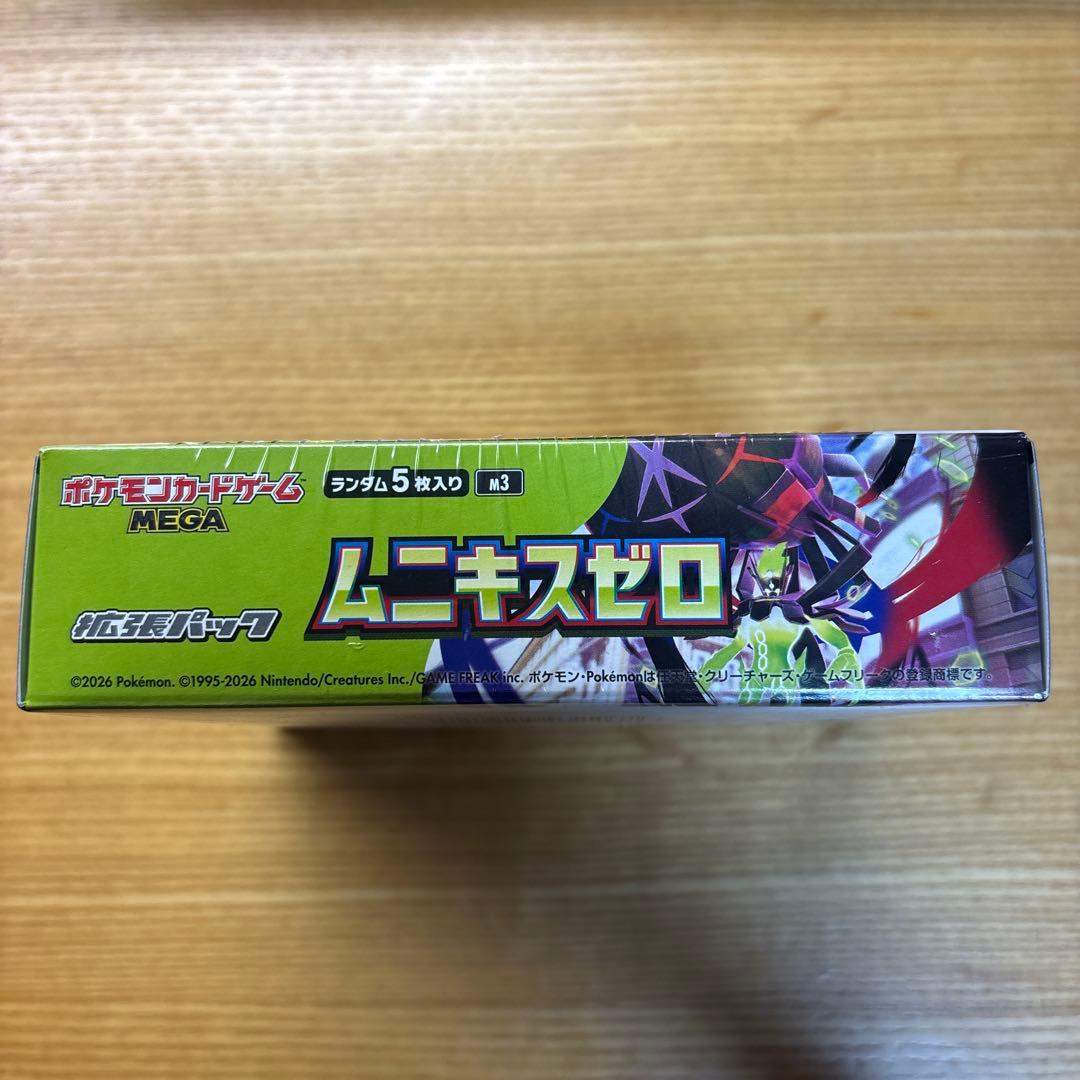 ポケモンカードゲーム™
MEGA
ランダム5枚入り
M3
ムニキスゼロ
拡張パック
©2026 Pokémon. ©1995-2026 Nintendo/Creatures Inc./GAME FREAK inc. ポケモン・Pokémonは任天堂・クリーチャーズ・ゲームフリークの登録商標です。